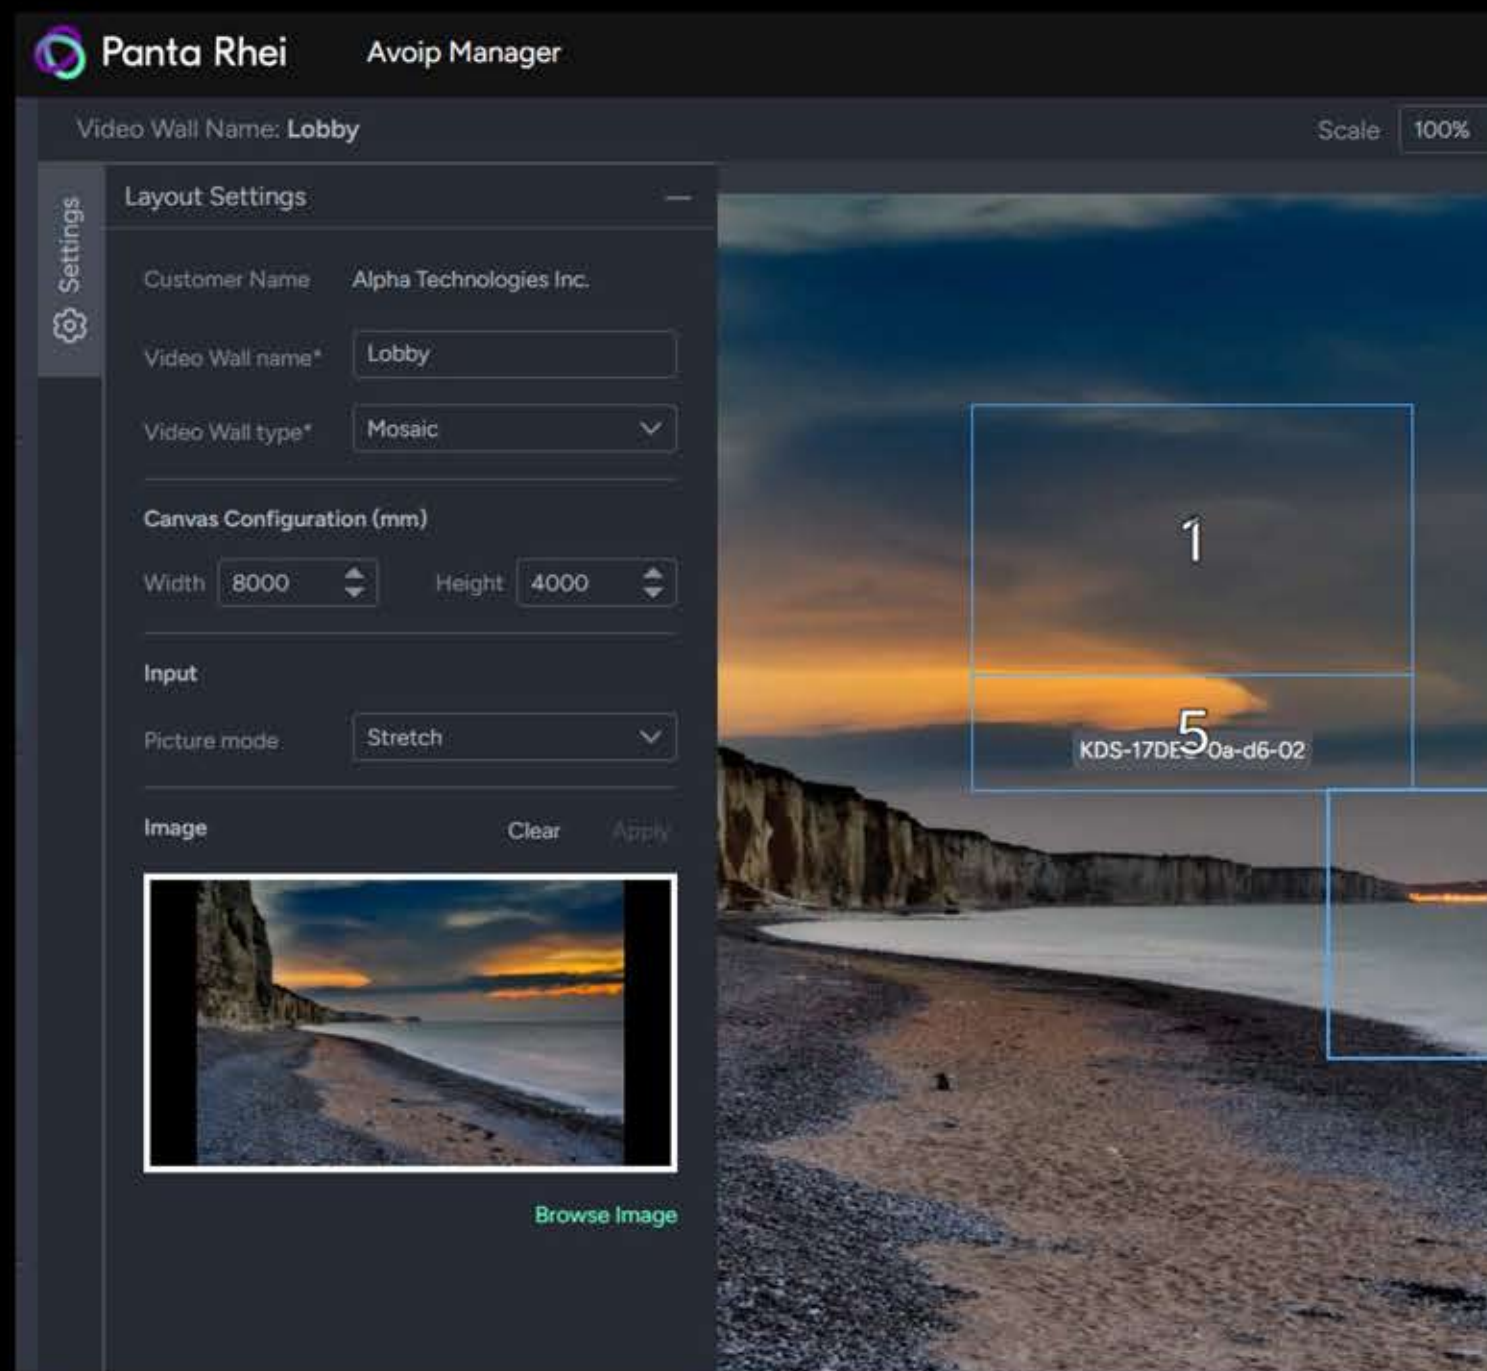 Panta Rhei
Avoip Manager
Video Wall Name: Lobby
Scale 100%
Settings
Layout Settings
Customer Name Alpha Technologies Inc.
Video Wall name* Lobby
Video Wall type* Mosaic
Canvas Configuration (mm)
Width 8000 Height 4000
Input
Picture mode Stretch
Image Clear Apply
Browse Image
1
5